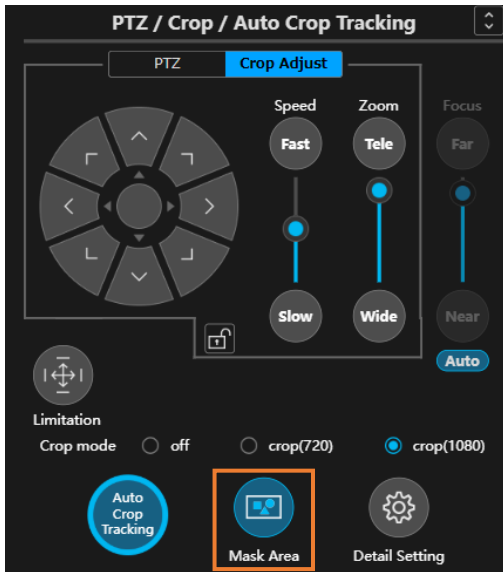 PTZ / Crop / Auto Crop Tracking
PTZ
Crop Adjust
Speed
Zoom
Focus
Fast
Tele
Far
Slow
Wide
Near
Auto
Limitation
Crop mode
off
crop(720)
crop(1080)
Auto
Crop
Tracking
Mask Area
Detail Setting